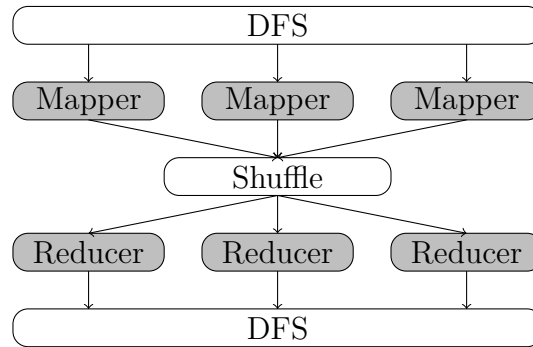 DFS
Mapper Mapper Mapper
Shuffle
Reducer Reducer Reducer
DFS